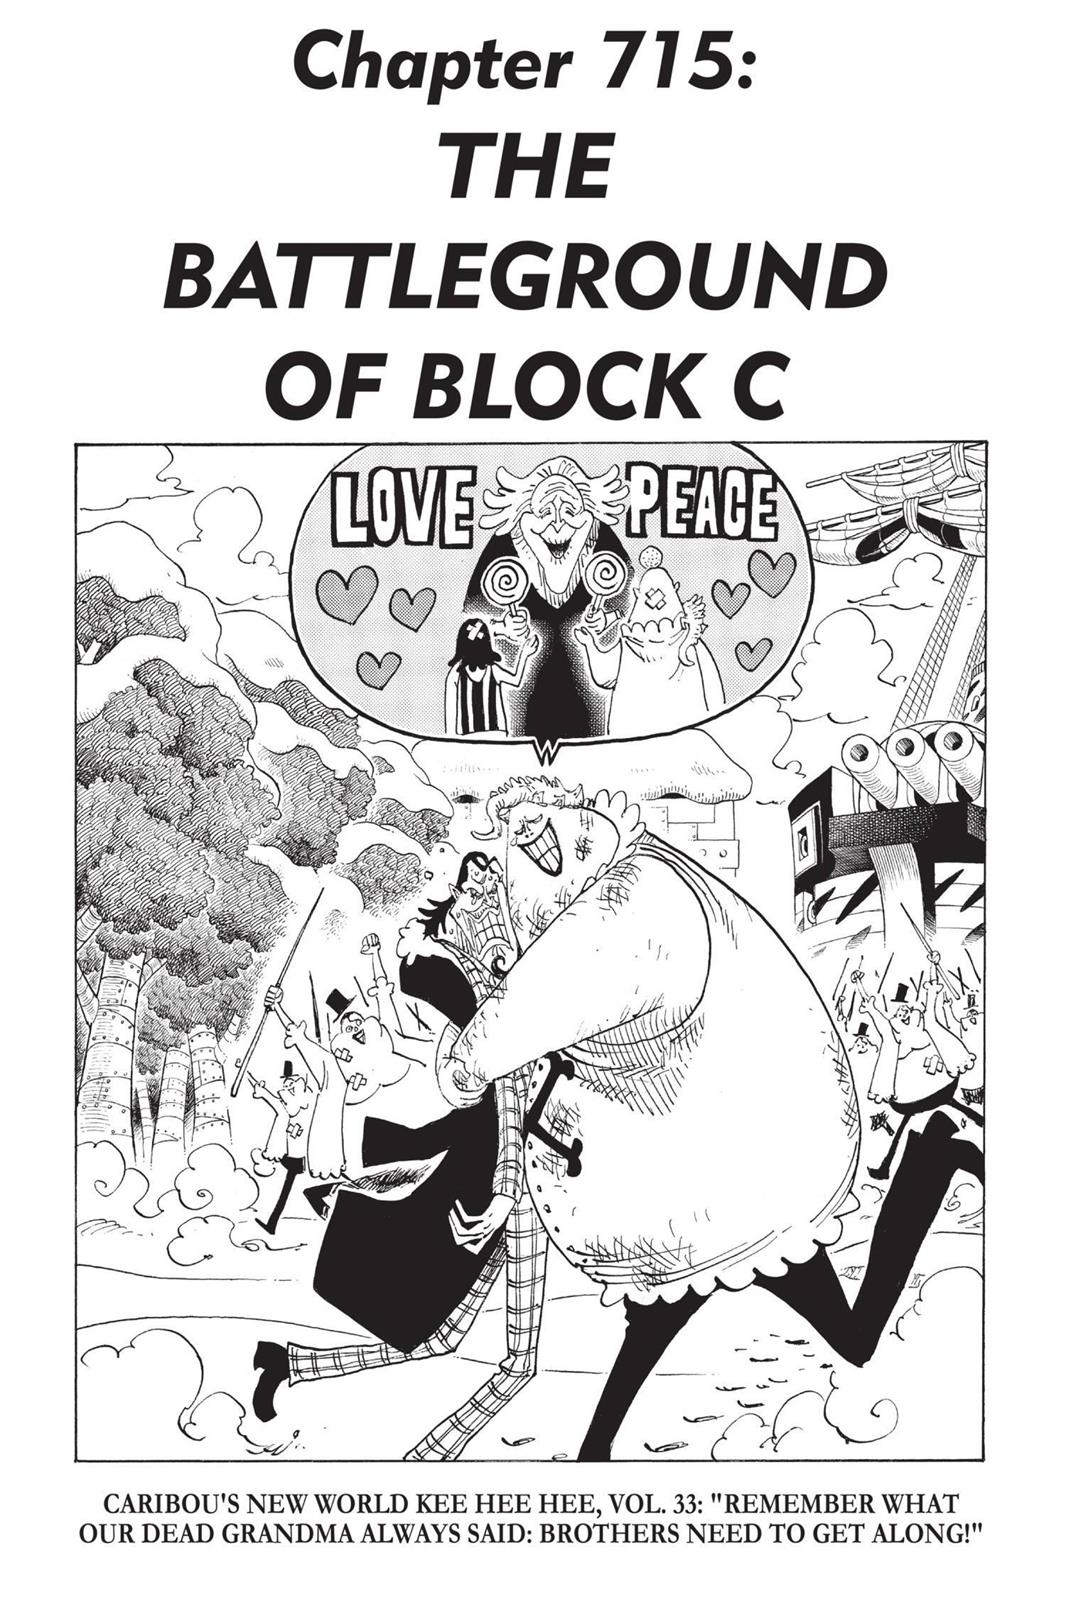 Chapter 715:
THE
BATTLEGROUND
OF BLOCK C
LOVE PEACE
CARIBOU'S NEW WORLD KEE HEE HEE, VOL. 33: "REMEMBER WHAT
OUR DEAD GRANDMA ALWAYS SAID: BROTHERS NEED TO GET ALONG!"